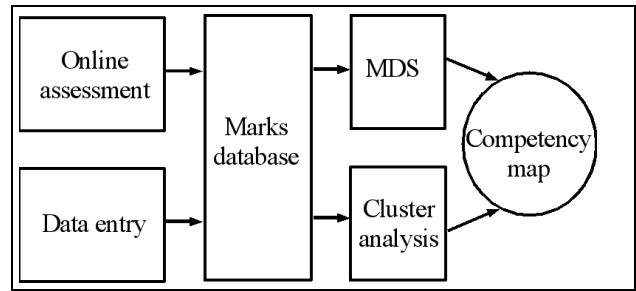 Online
assessment
Data entry
Marks
database
MDS
Cluster
analysis
Competency
map